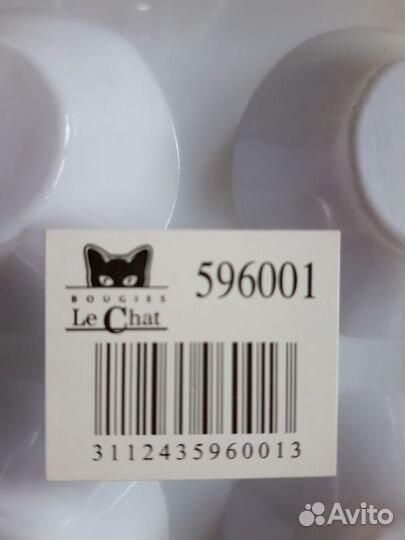 596001
BOUGIES
Le Chat
3112435960013
Avito